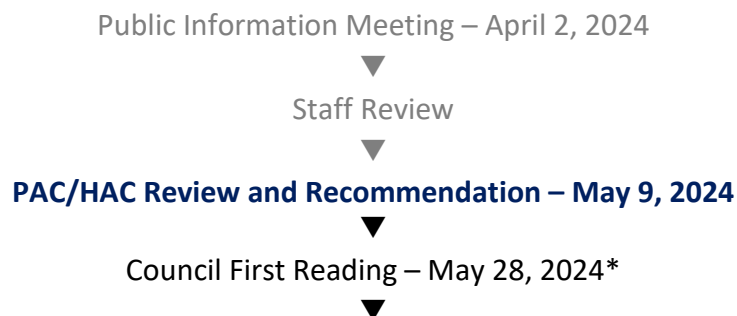 Public Information Meeting – April 2, 2024
Staff Review
PAC/HAC Review and Recommendation – May 9, 2024
Council First Reading – May 28, 2024*